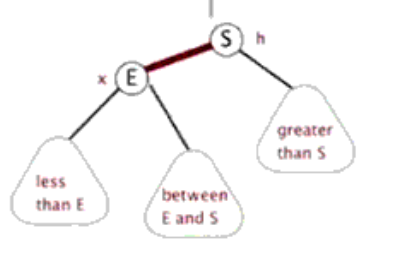 S h
x E
greater
than S
less
than E
between
E and S